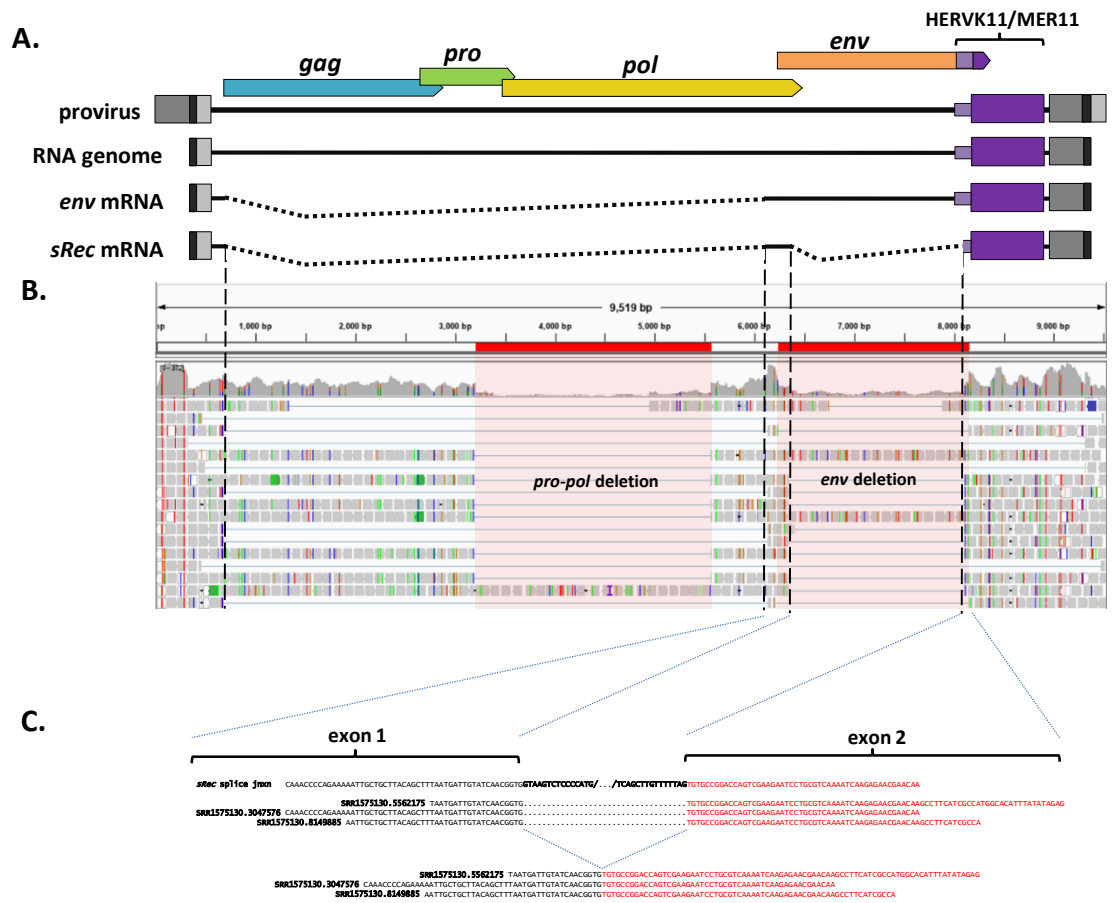 HERVK11/MER11
A.
env
pro
gag
pol
provirus
RNA genome
env mRNA
sRec mRNA
B.
9,519 bp
1,000 bp 2,000 bp 3,000 bp 4,000 bp 5,000 bp 6,000 bp 7,000 bp 8,000 bp 9,000 bp
pro-pol deletion env deletion
C.
exon 1 exon 2
sRec splice jnxn CAAACCCCAGAAAAATTGCTGCTTACAGCTTTAATGATTGTATCAACGGTGGTAAGTCTCCCCATG/.../TCAGCTTGTTTTTAGTGTGCCGGACCAGTCGAAGAATCCTGCGTCAAAATCAAGAGAACGAACAA
SRR1575130.5562175 TAATGATTGTATCAACGGTG TGTGCCGGACCAGTCGAAGAATCCTGCGTCAAAATCAAGAGAACGAACAAGCCTTCATCGCCATGGCACATTTATATAGAG
SRR1575130.3047576 CAAACCCCAGAAAAATTGCTGCTTACAGCTTTAATGATTGTATCAACGGTG TGTGCCGGACCAGTCGAAGAATCCTGCGTCAAAATCAAGAGAACGAACAA
SRR1575130.8149885 AATTGCTGCTTACAGCTTTAATGATTGTATCAACGGTG TGTGCCGGACCAGTCGAAGAATCCTGCGTCAAAATCAAGAGAACGAACAAGCCTTCATCGCCA
SRR1575130.5562175 TAATGATTGTATCAACGGTGTGTGCCGGACCAGTCGAAGAATCCTGCGTCAAAATCAAGAGAACGAACAAGCCTTCATCGCCATGGCACATTTATATAGAG
SRR1575130.3047576 CAAACCCCAGAAAAATTGCTGCTTACAGCTTTAATGATTGTATCAACGGTGTGTGCCGGACCAGTCGAAGAATCCTGCGTCAAAATCAAGAGAACGAACAA
SRR1575130.8149885 AATTGCTGCTTACAGCTTTAATGATTGTATCAACGGTGTGTGCCGGACCAGTCGAAGAATCCTGCGTCAAAATCAAGAGAACGAACAAGCCTTCATCGCCA